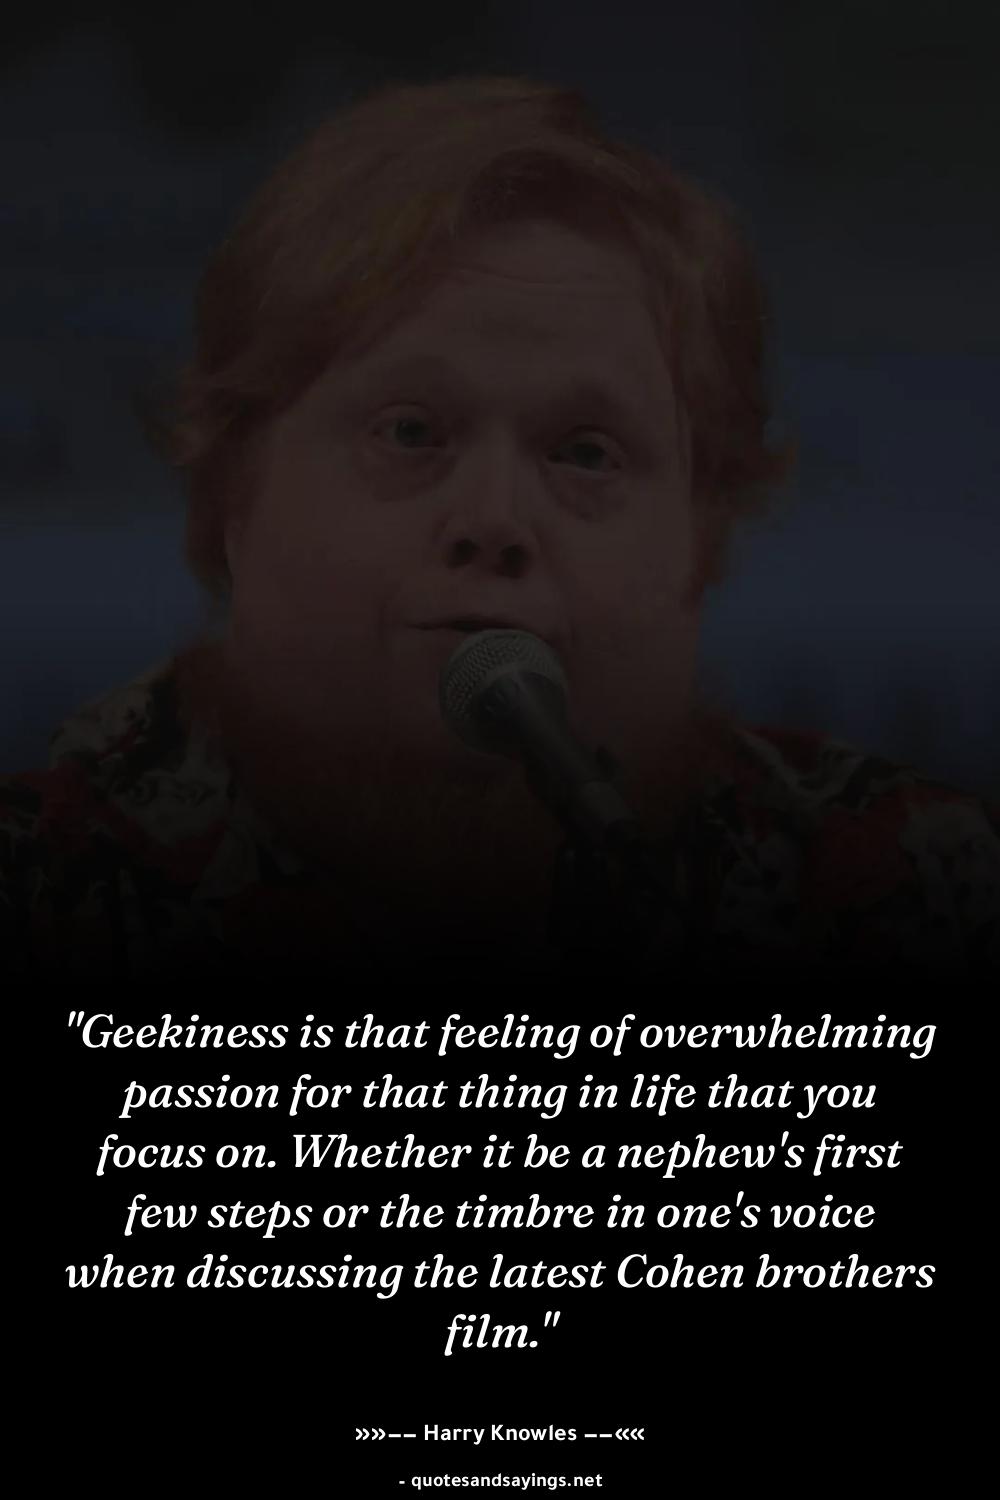 "Geekiness is that feeling of overwhelming
passion for that thing in life that you
focus on. Whether it be a nephew's first
few steps or the timbre in one's voice
when discussing the latest Cohen brothers
film."
»»–– Harry Knowles ––««
- quotesandsayings.net